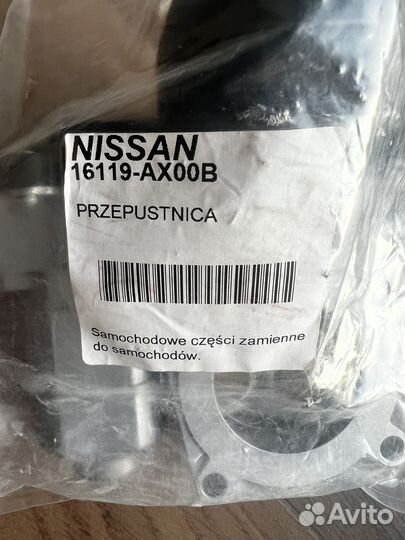 NISSAN
16119-AX00B
PRZEPUSTNICA
Samochodowe części zamienne
do samochodów.
Avito